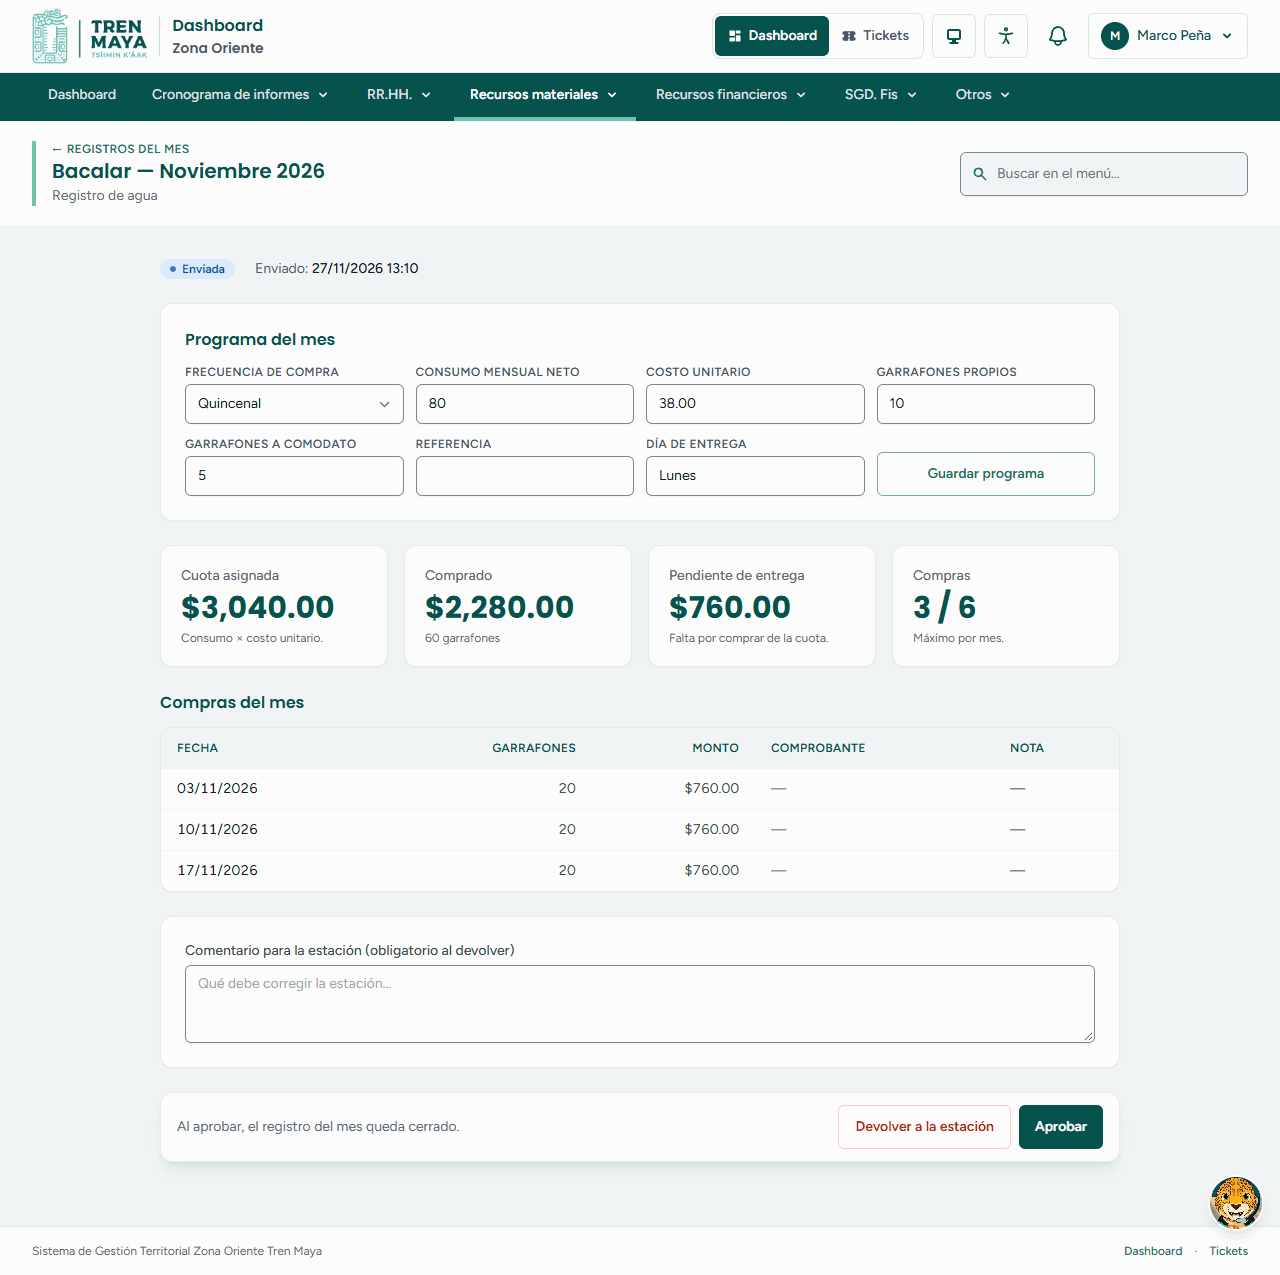 TREN
MAYA
TSÍIMIN K'ÁAK
Dashboard
Zona Oriente
Dashboard
Tickets
M
Marco Peña
Dashboard
Cronograma de informes
RR.HH.
Recursos materiales
Recursos financieros
SGD. Fis
Otros
← REGISTROS DEL MES
Bacalar — Noviembre 2026
Registro de agua
Buscar en el menú...
Enviada
Enviado: 27/11/2026 13:10
Programa del mes
FRECUENCIA DE COMPRA
CONSUMO MENSUAL NETO
COSTO UNITARIO
GARRAFONES PROPIOS
Quincenal
80
38.00
10
GARRAFONES A COMODATO
REFERENCIA
DÍA DE ENTREGA
5
Lunes
Guardar programa
Cuota asignada
$3,040.00
Consumo × costo unitario.
Comprado
$2,280.00
60 garrafones
Pendiente de entrega
$760.00
Falta por comprar de la cuota.
Compras
3 / 6
Máximo por mes.
Compras del mes
FECHA GARRAFONES MONTO COMPROBANTE NOTA
03/11/2026 20 $760.00 — —
10/11/2026 20 $760.00 — —
17/11/2026 20 $760.00 — —
Comentario para la estación (obligatorio al devolver)
Qué debe corregir la estación...
Al aprobar, el registro del mes queda cerrado.
Devolver a la estación
Aprobar
Sistema de Gestión Territorial Zona Oriente Tren Maya
Dashboard · Tickets